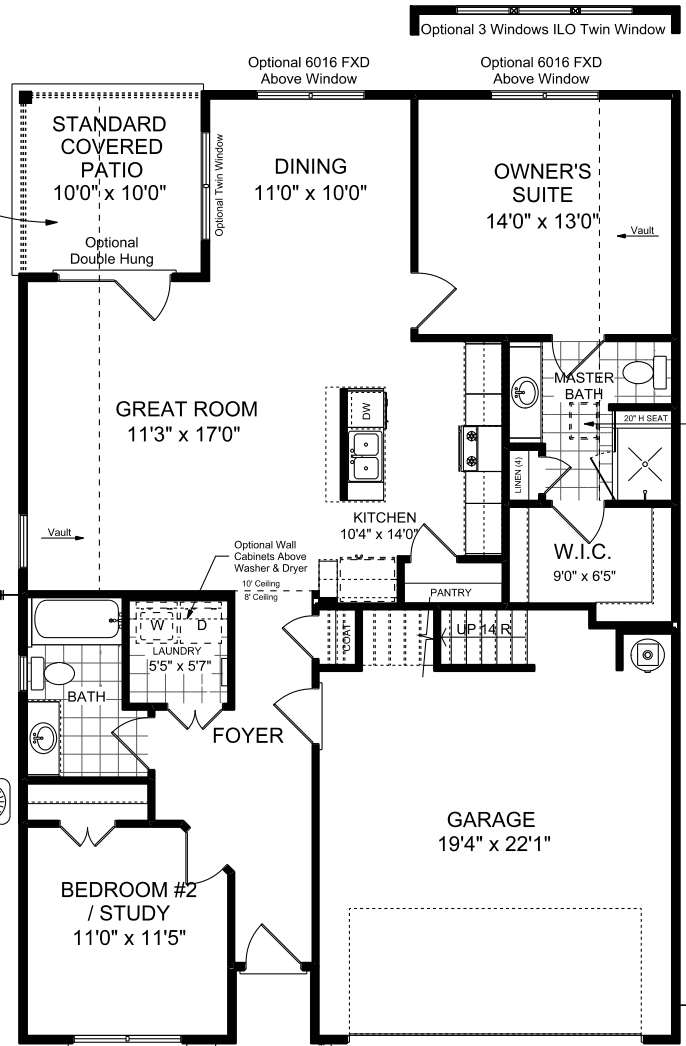 Optional 3 Windows ILO Twin Window
Optional 6016 FXD
Above Window
Optional 6016 FXD
Above Window
STANDARD
COVERED
PATIO
10'0" x 10'0"
Optional
Double Hung
Optional Twin Window
DINING
11'0" x 10'0"
OWNER'S
SUITE
14'0" x 13'0"
Vault
MASTER
BATH
20" H SEAT
LINEN (4)
GREAT ROOM
11'3" x 17'0"
DW
KITCHEN
10'4" x 14'0"
Vault
Optional Wall
Cabinets Above
Washer & Dryer
10' Ceiling
8' Ceiling
W.I.C.
9'0" x 6'5"
PANTRY
W
D
LAUNDRY
5'5" x 5'7"
COAT
UP 14 R
BATH
FOYER
GARAGE
19'4" x 22'1"
BEDROOM #2
/ STUDY
11'0" x 11'5"